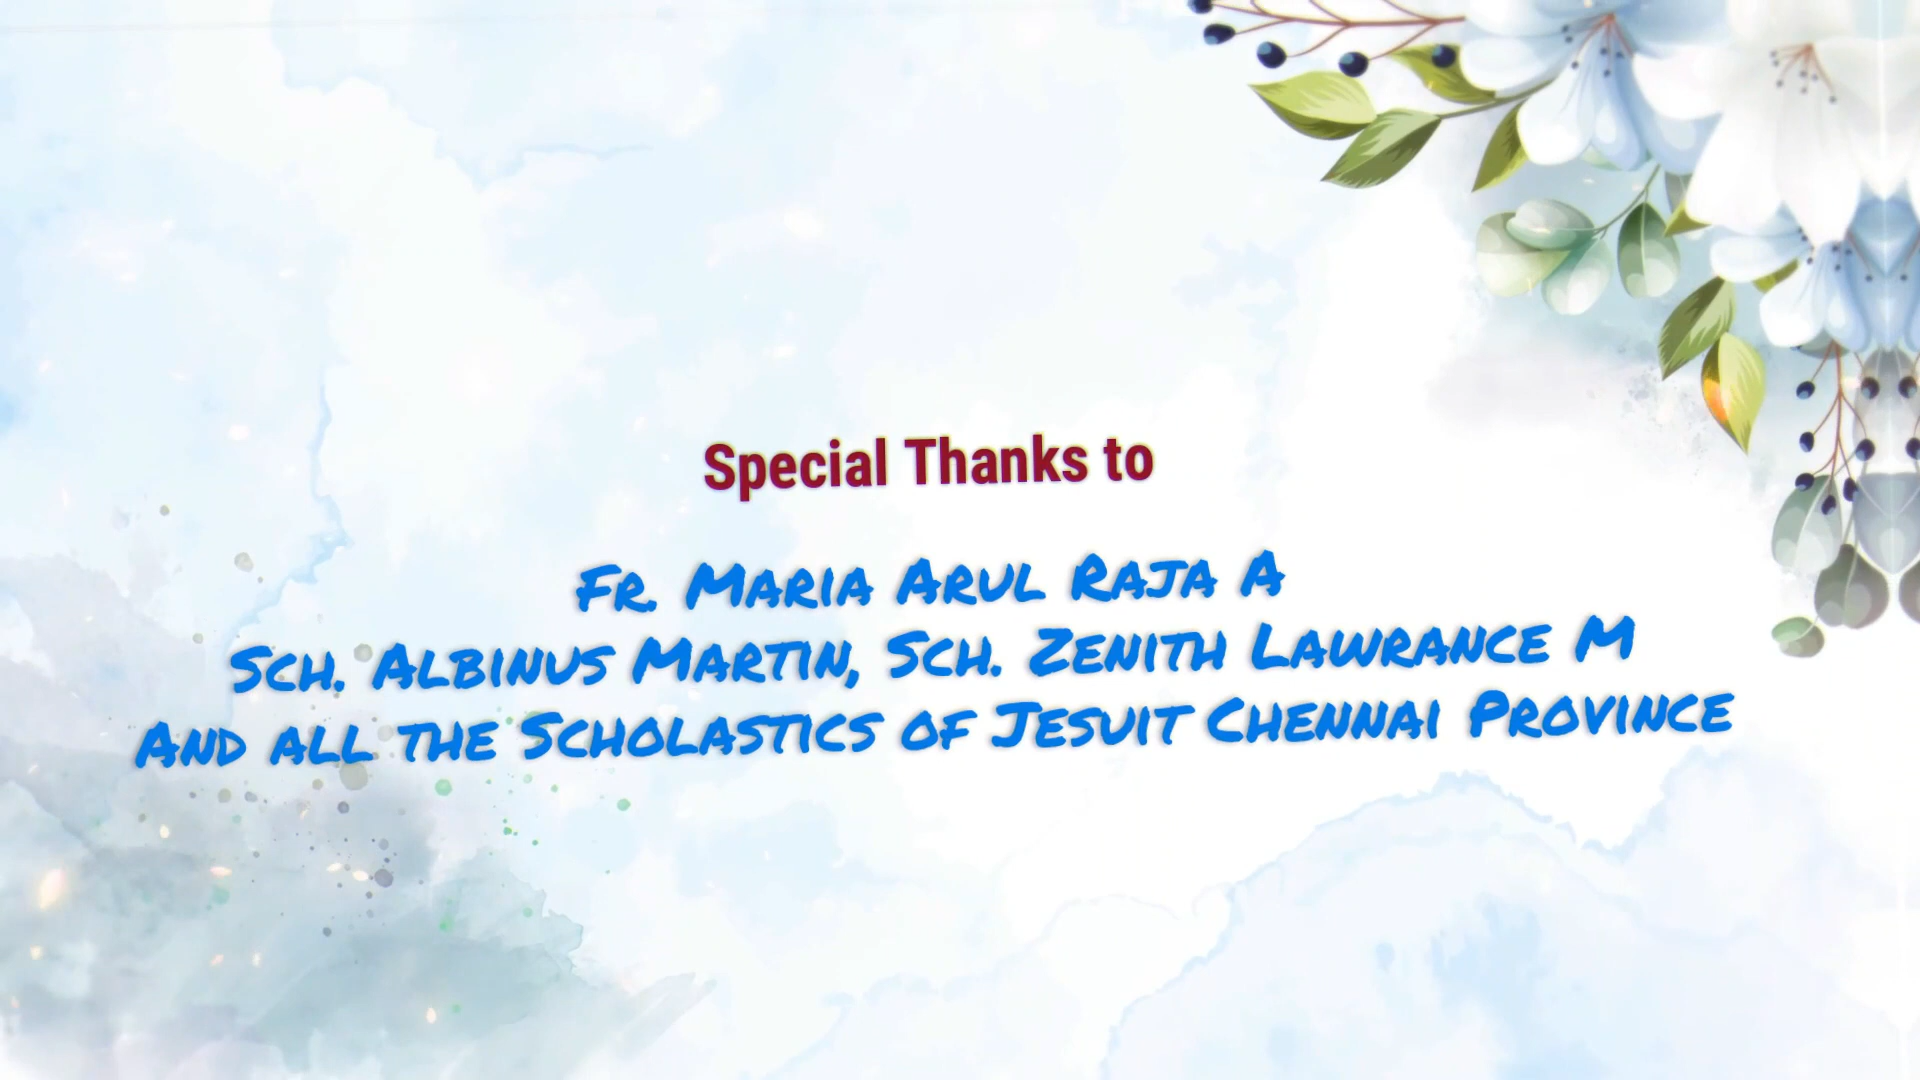 Special Thanks to
Fr. Maria Arul Raja A
Sch. Albinus Martin, Sch. Zenith Lawrance M
And all the Scholastics of Jesuit Chennai Province